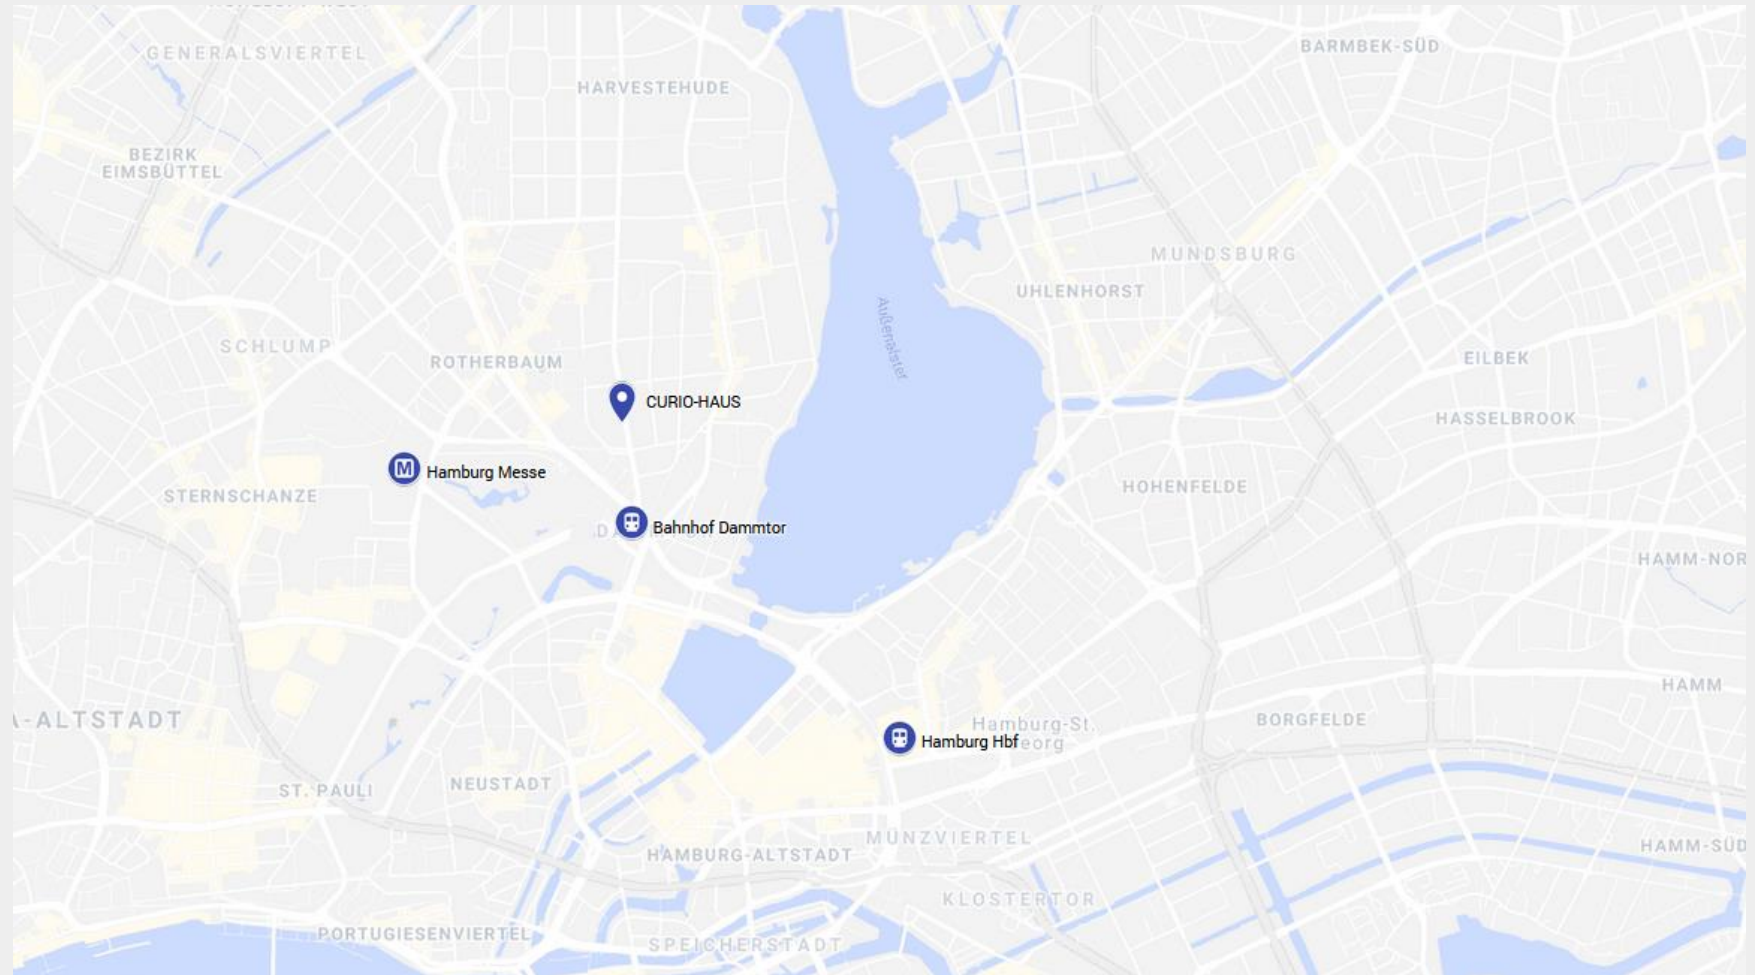 GENERALSVIERTEL
HARVESTEHUDE
BARMBEK-SÜD
BEZIRK
EIMSBÜTTEL
MUNDSBURG
UHLENHORST
Außenalster
SCHLUMP
ROTHERBAUM
EILBEK
CURIO-HAUS
HASSELBROOK
Hamburg Messe
STERNSCHANZE
HOHENFELDE
Bahnhof Dammtor
HAMM-NOR
HAMM
A-ALTSTADT
Hamburg-St.
eorg
BORGFELDE
Hamburg Hbf
ST. PAULI
NEUSTADT
MÜNZVIERTEL
HAMBURG-ALTSTADT
HAMM-SÜD
KLOSTERTOR
PORTUGIESENVIERTEL
SPEICHERSTADT